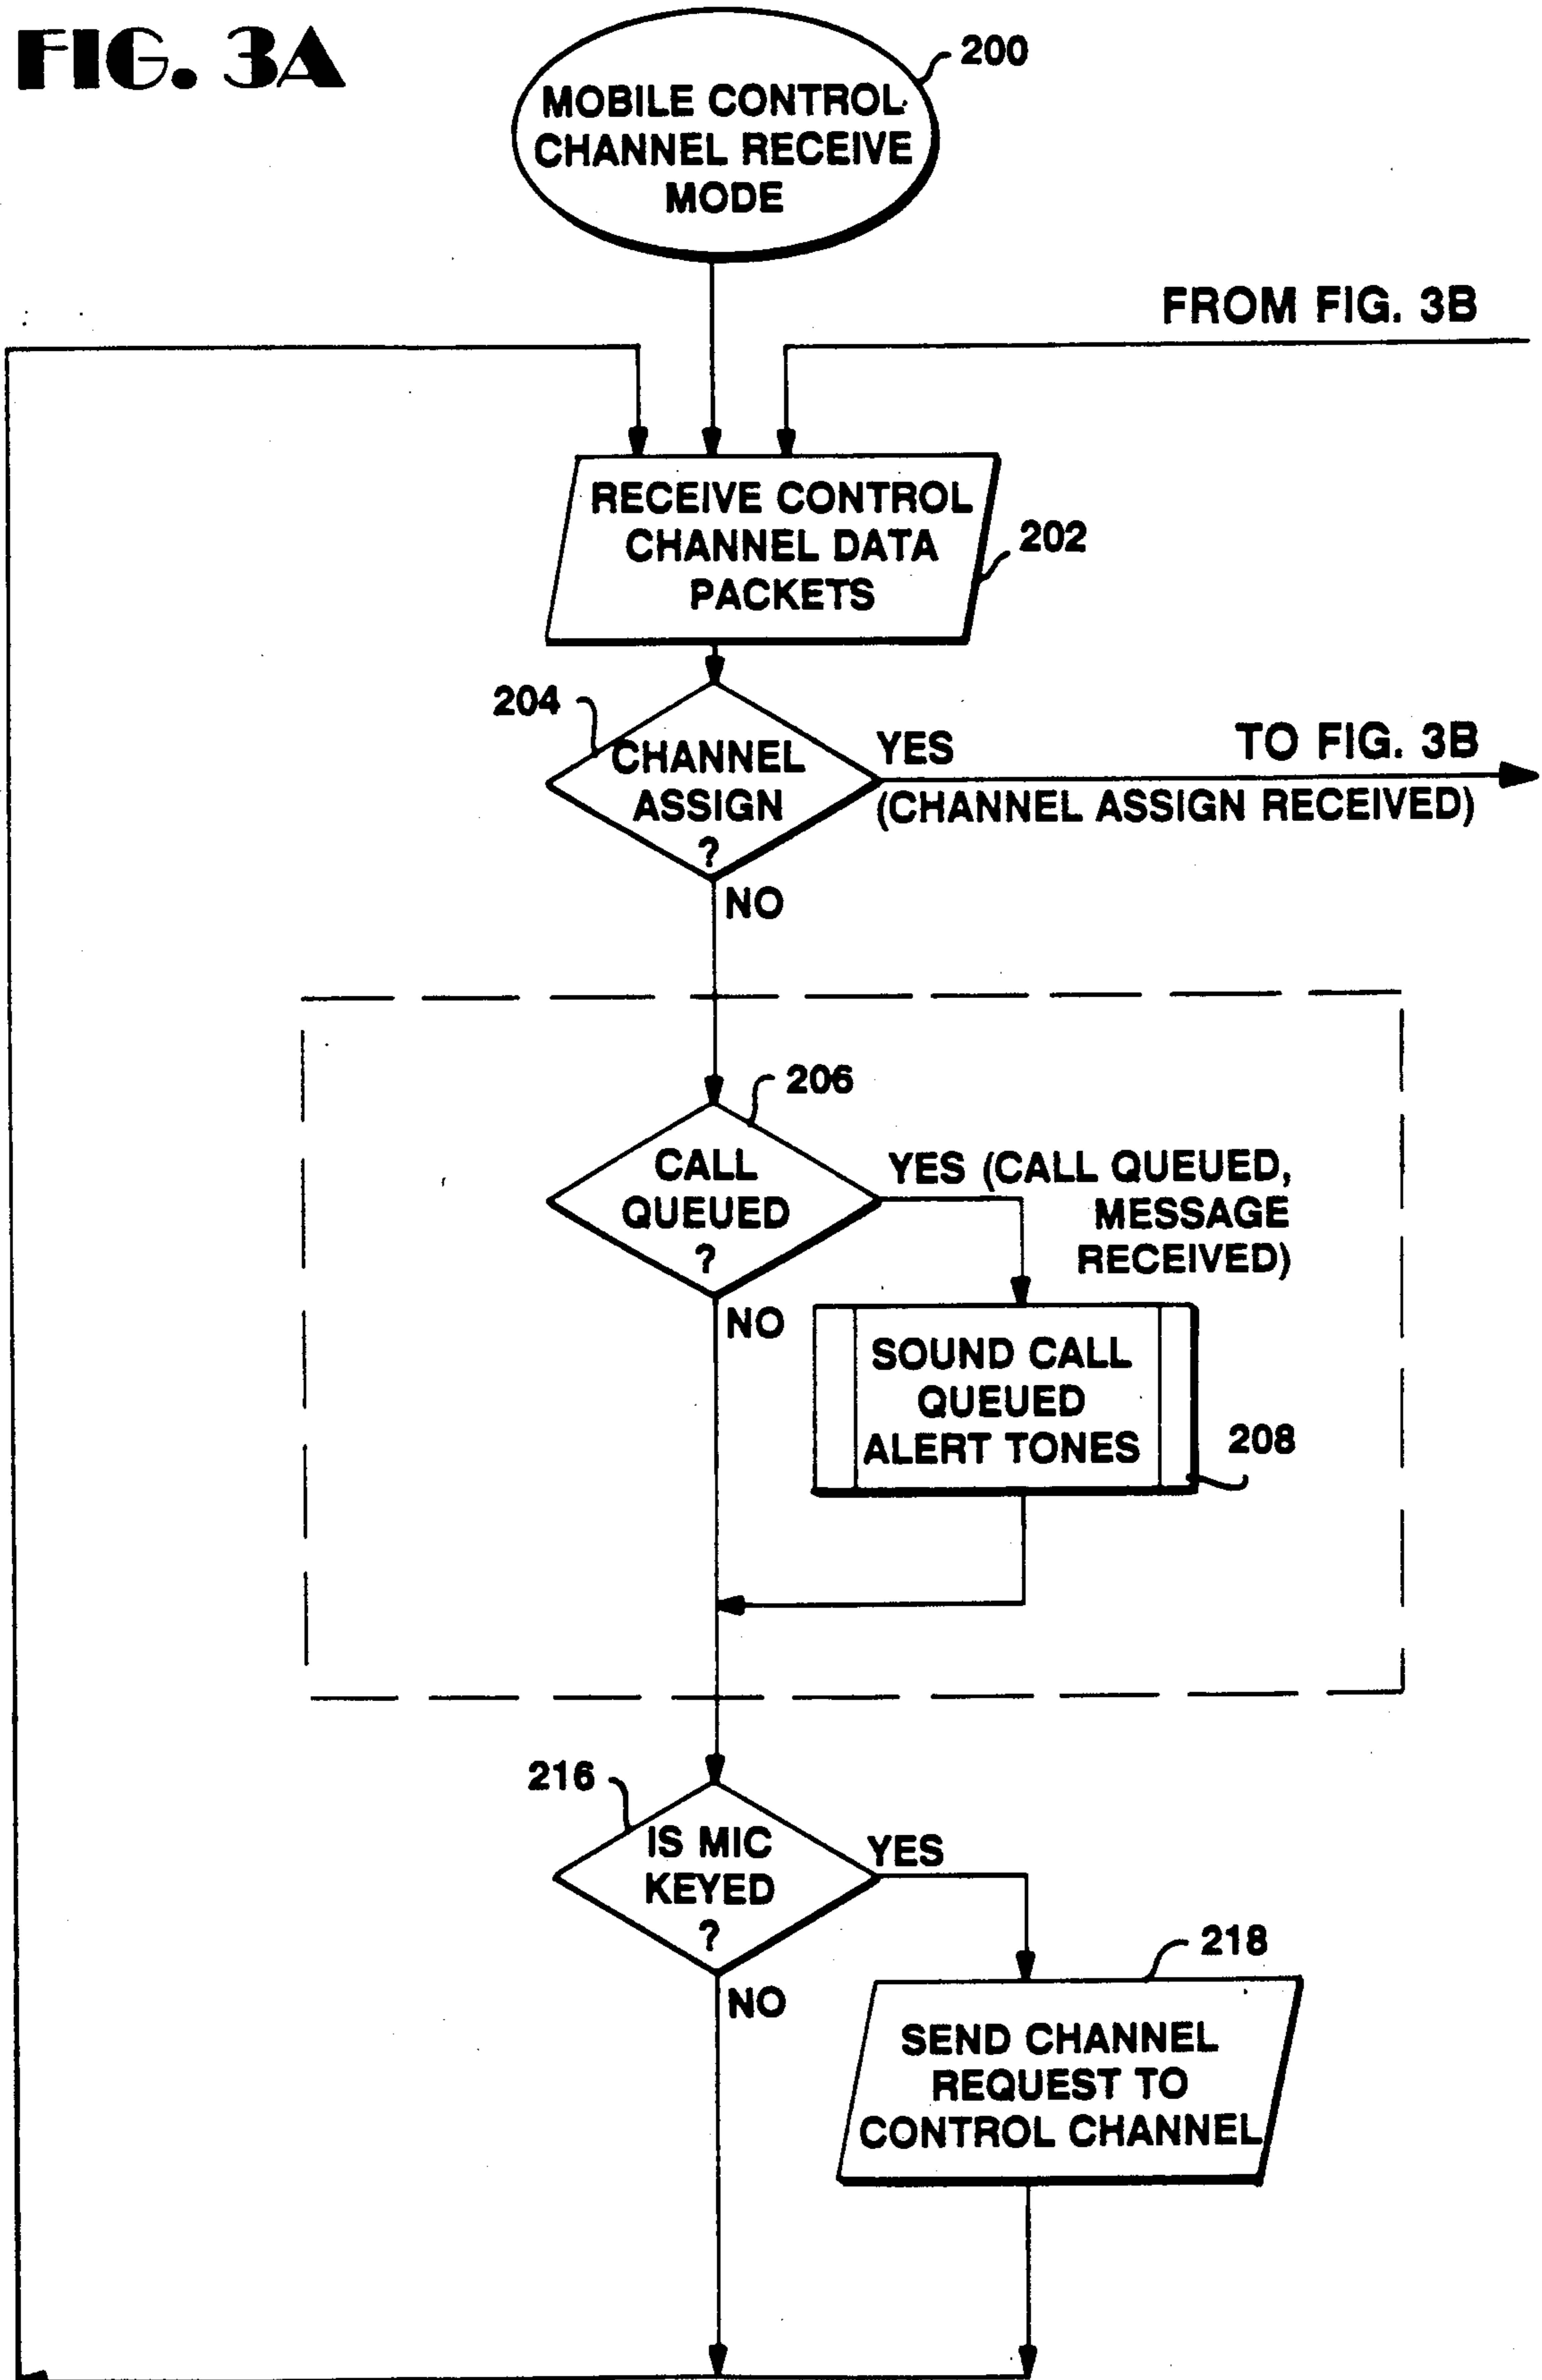 FIG. 3A
200
MOBILE CONTROL
CHANNEL RECEIVE
MODE
FROM FIG. 3B
RECEIVE CONTROL
CHANNEL DATA
PACKETS
202
204
CHANNEL
ASSIGN
?
YES
(CHANNEL ASSIGN RECEIVED)
TO FIG. 3B
NO
206
CALL
QUEUED
?
YES (CALL QUEUED,
MESSAGE
RECEIVED)
NO
SOUND CALL
QUEUED
ALERT TONES
208
216
IS MIC
KEYED
?
YES
NO
218
SEND CHANNEL
REQUEST TO
CONTROL CHANNEL